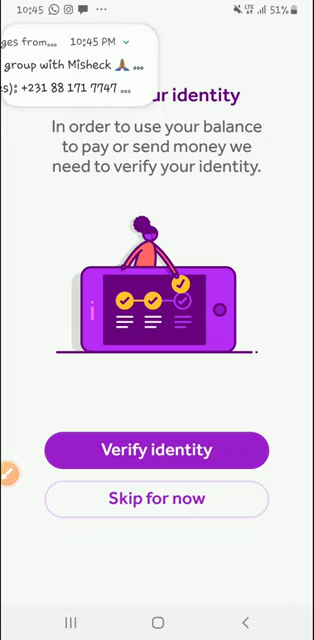 10:45 LTE 51%
ges from... 10:45 PM
group with Misheck 🙏🏽 ...
s): +231 88 171 7747 ...
ur identity
In order to use your balance
to pay or send money we
need to verify your identity.
Verify identity
Skip for now